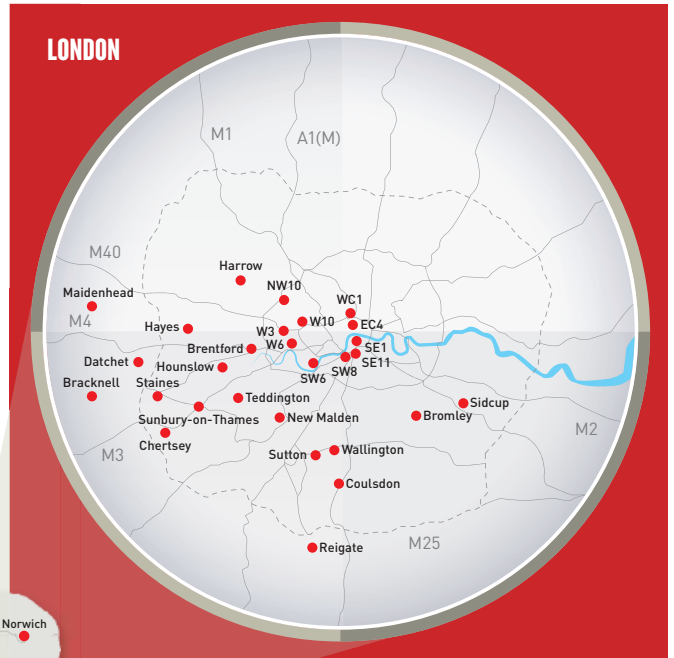 LONDON
M1
A1(M)
M40
Harrow
Maidenhead
NW10
WC1
M4
Hayes
W3
W10
EC4
Brentford
W6
SE1
Datchet
Hounslow
SW6
SW8
SE11
Bracknell
Staines
Teddington
Sidcup
Sunbury-on-Thames
New Malden
Bromley
M2
Chertsey
M3
Sutton
Wallington
Coulsdon
Reigate
M25
Norwich